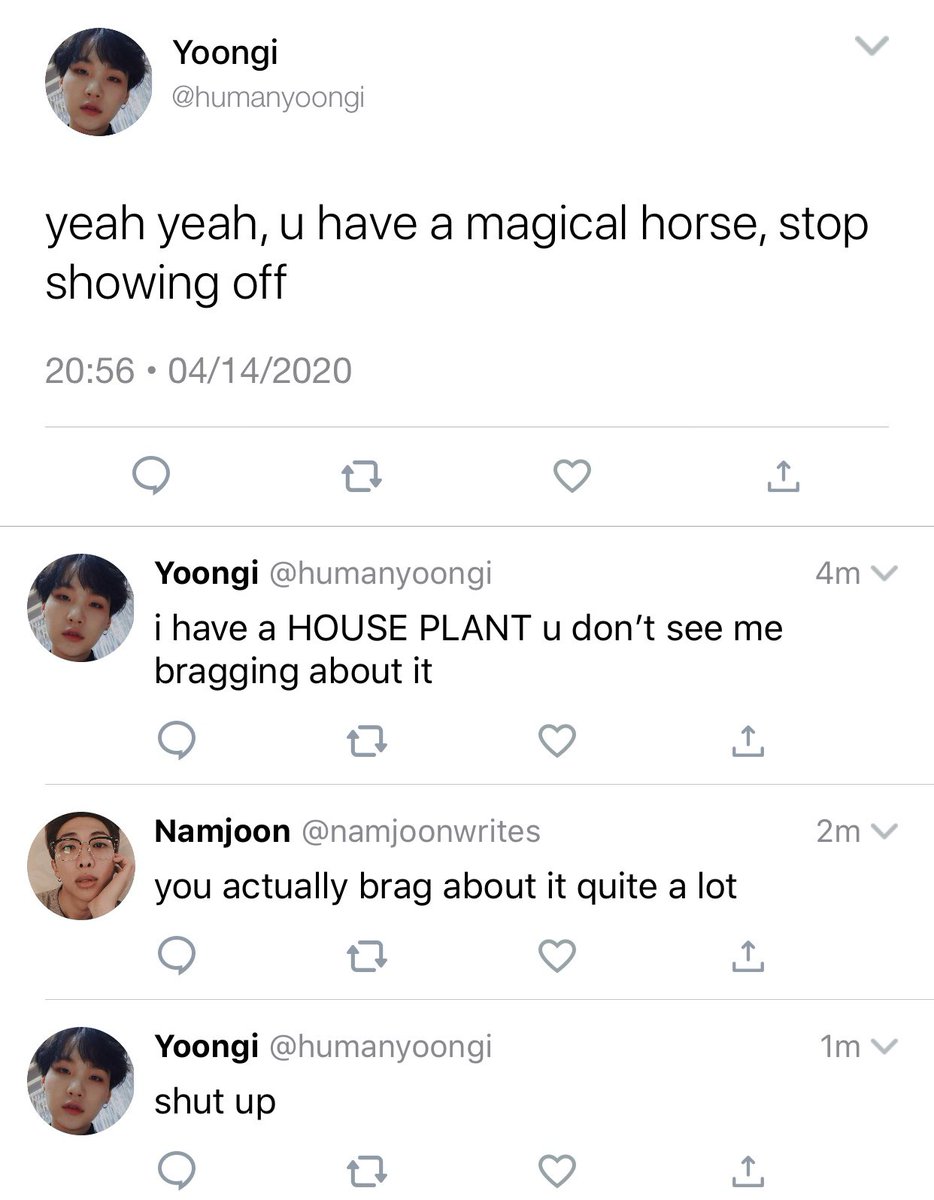 Yoongi
@humanyoongi
yeah yeah, u have a magical horse, stop
showing off
20:56 • 04/14/2020
Yoongi @humanyoongi 4m
i have a HOUSE PLANT u don’t see me
bragging about it
Namjoon @namjoonwrites 2m
you actually brag about it quite a lot
Yoongi @humanyoongi 1m
shut up